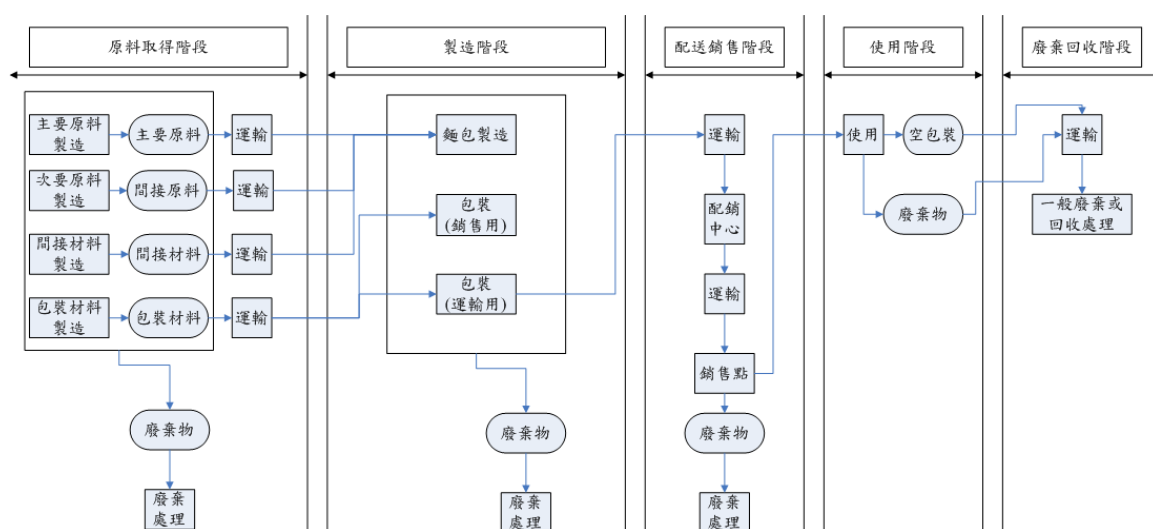 原料取得階段
製造階段
配送銷售階段
使用階段
廢棄回收階段
主要原料
製造
主要原料
運輸
次要原料
製造
間接原料
運輸
間接材料
製造
間接材料
運輸
包裝材料
製造
包裝材料
運輸
廢棄物
廢棄
處理
麵包製造
包裝
(銷售用)
包裝
(運輸用)
廢棄物
廢棄
處理
運輸
配銷
中心
運輸
銷售點
廢棄物
廢棄
處理
使用
空包裝
廢棄物
運輸
一般廢棄或
回收處理